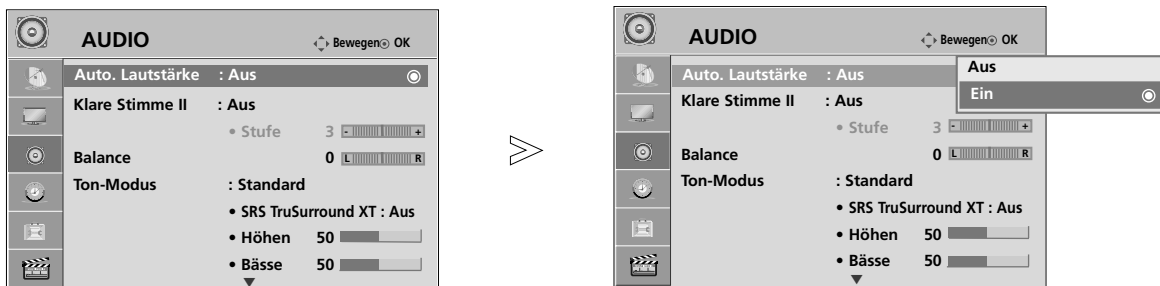 AUDIO
Bewegen OK
Auto. Lautstärke : Aus
Klare Stimme II : Aus
• Stufe 3 - +
Balance 0 L R
Ton-Modus : Standard
• SRS TruSurround XT : Aus
• Höhen 50
• Bässe 50
AUDIO
Bewegen OK
Auto. Lautstärke : Aus
Aus
Ein
Klare Stimme II : Aus
• Stufe 3 - +
Balance 0 L R
Ton-Modus : Standard
• SRS TruSurround XT : Aus
• Höhen 50
• Bässe 50